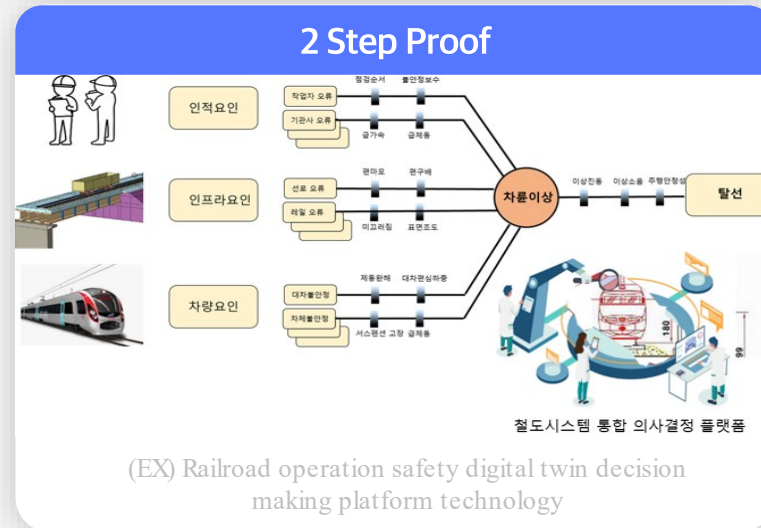 2 Step Proof
인적요인
작업자 오류
점검순서
불안정보수
기관사 오류
급가속
급제동
인프라요인
선로 오류
편마모
편구배
레일 오류
미끄러짐
표면조도
차량요인
대차불안정
제동완해
대차편심하중
차체불안정
서스펜션 고장
급제동
차륜이상
이상진동
이상소음
주행안정성
탈선
180
99
철도시스템 통합 의사결정 플랫폼
(EX) Railroad operation safety digital twin decision
making platform technology